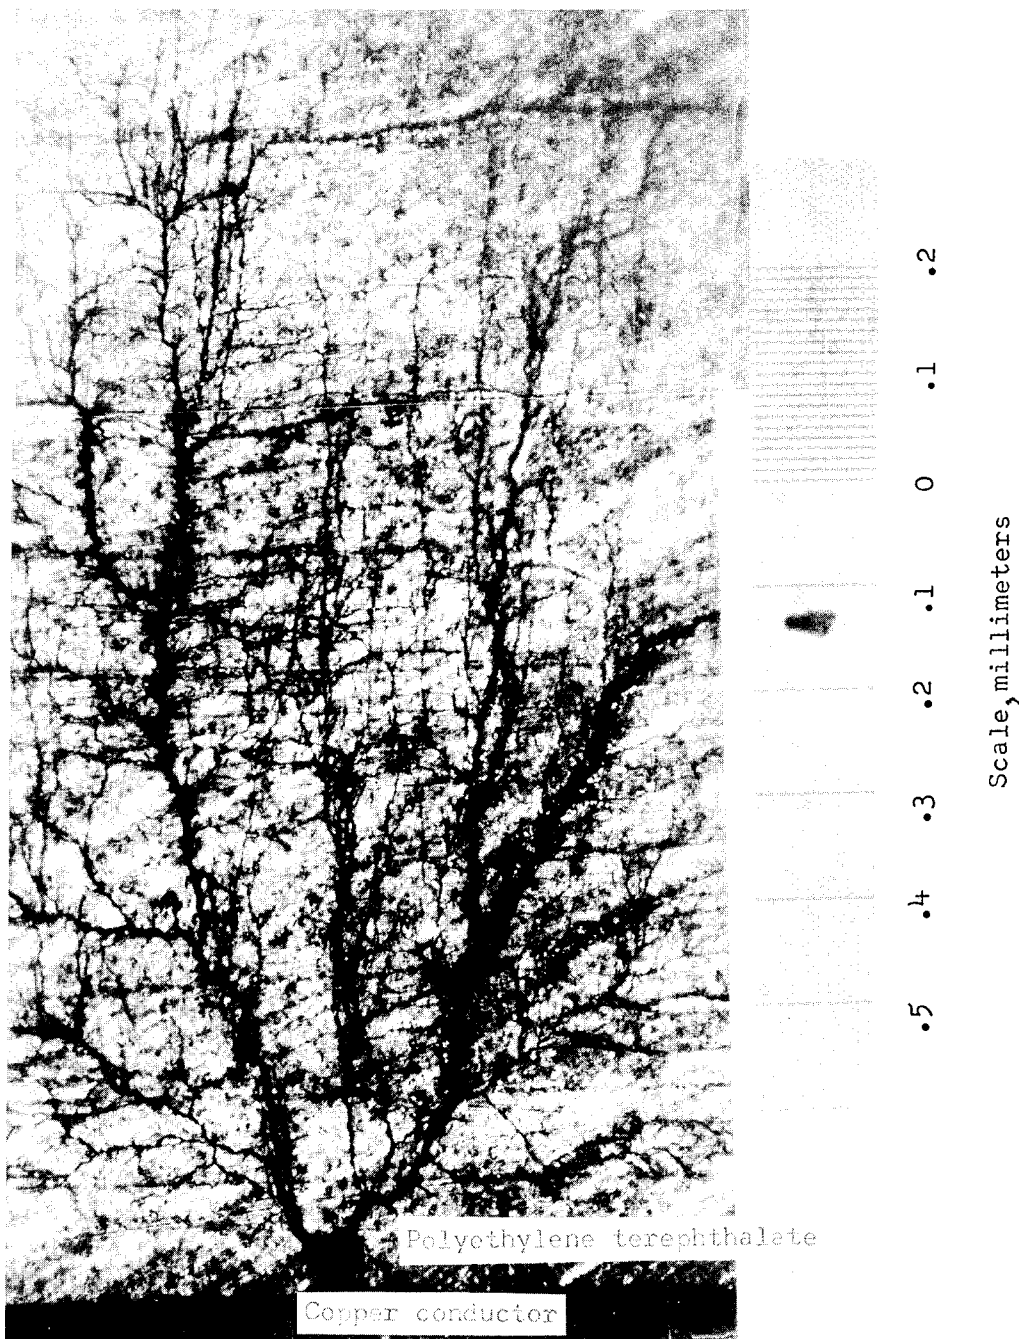 .2
.1
0
.1
.2
.3
.4
.5
Scale, millimeters
Polyethylene terephthalate
Copper conductor